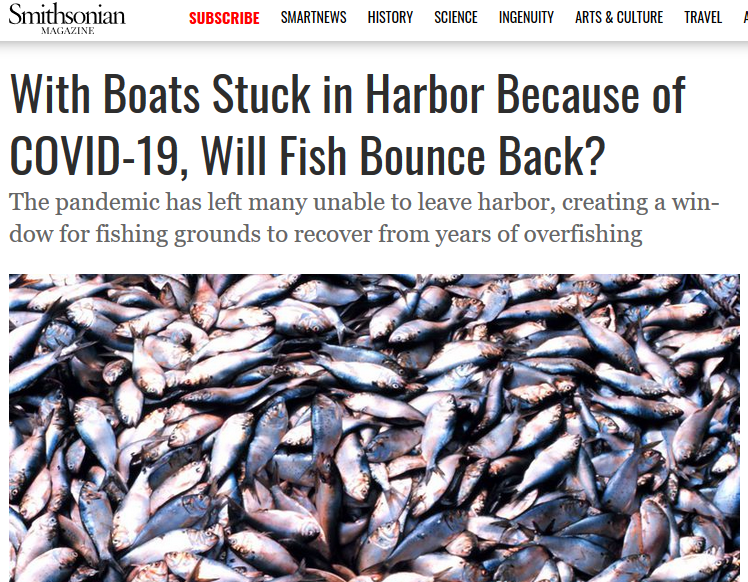 Smithsonian
MAGAZINE
SUBSCRIBE SMARTNEWS HISTORY SCIENCE INGENUITY ARTS & CULTURE TRAVEL
With Boats Stuck in Harbor Because of
COVID-19, Will Fish Bounce Back?
The pandemic has left many unable to leave harbor, creating a win-
dow for fishing grounds to recover from years of overfishing